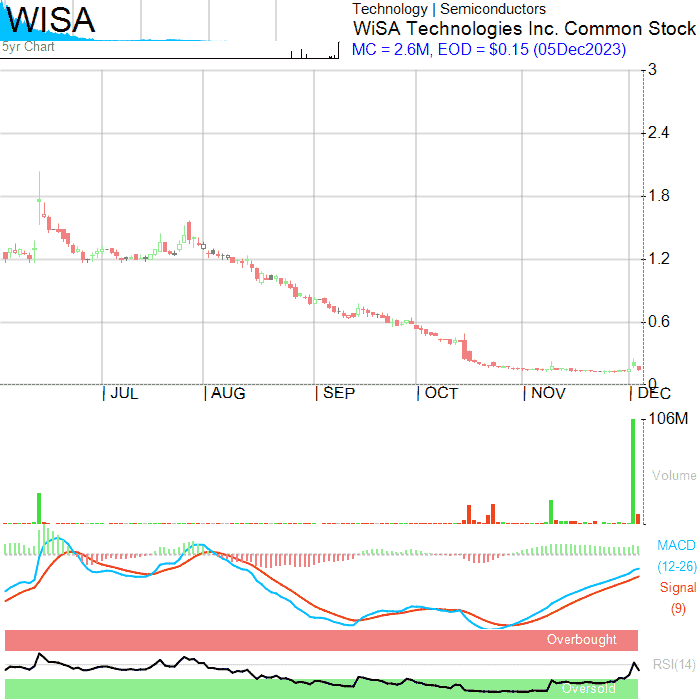 WISA
5yr Chart
Technology | Semiconductors
WiSA Technologies Inc. Common Stock
MC = 2.6M, EOD = $0.15 (05Dec2023)
3
2.4
1.8
1.2
0.6
0
JUL
AUG
SEP
OCT
NOV
DEC
106M
Volume
MACD
(12-26)
Signal
(9)
Overbought
RSI(14)
Oversold